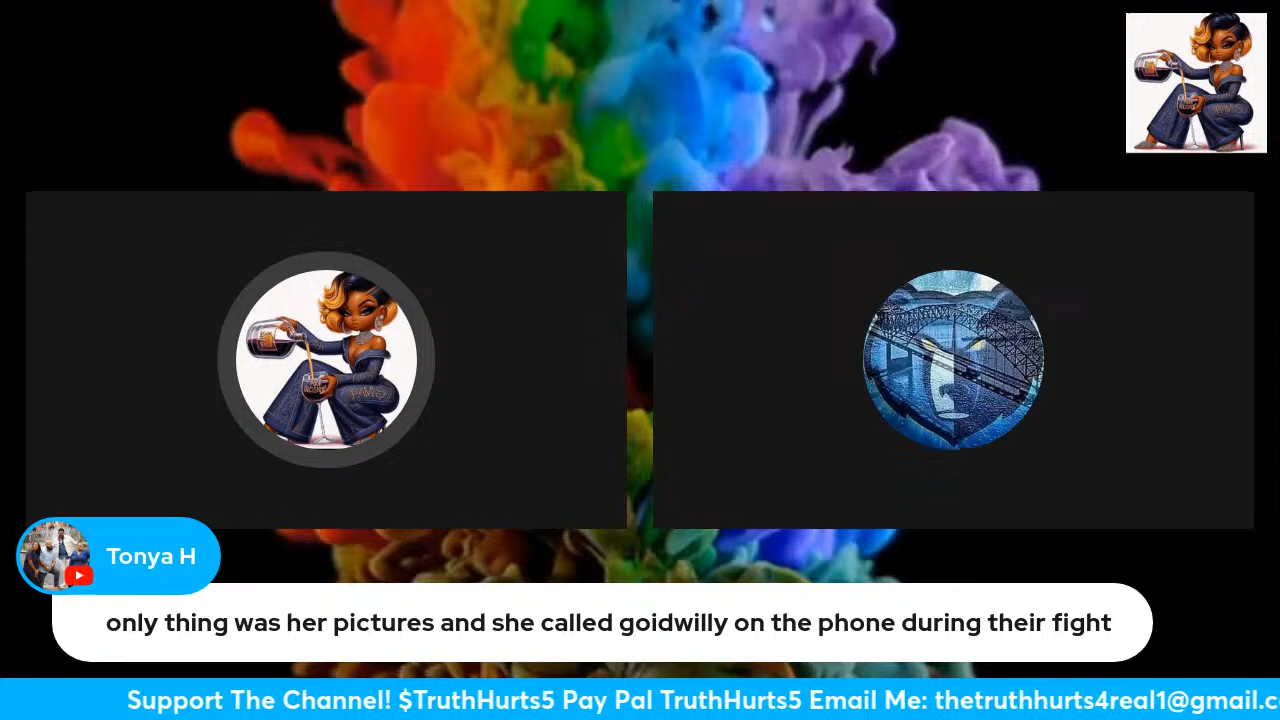 Tonya H
only thing was her pictures and she called goidwilly on the phone during their fight
Support The Channel! $TruthHurts5 Pay Pal TruthHurts5 Email Me: thetruthhurts4real1@gmail.c